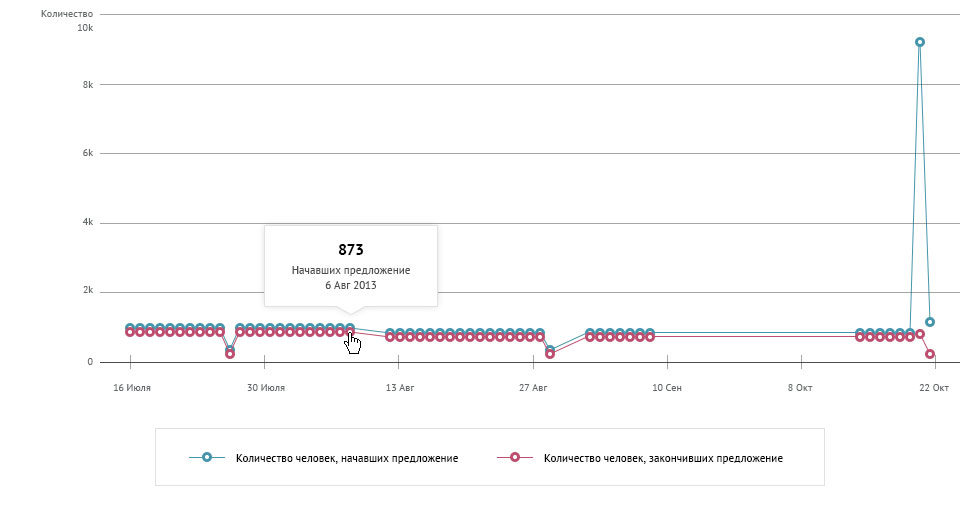 Количество
10k
8k
6k
4k
873
Начавших предложение
6 Авг 2013
2k
0
16 Июля 30 Июля 13 Авг 27 Авг 10 Сен 8 Окт 22 Окт
Количество человек, начавших предложение Количество человек, закончивших предложение